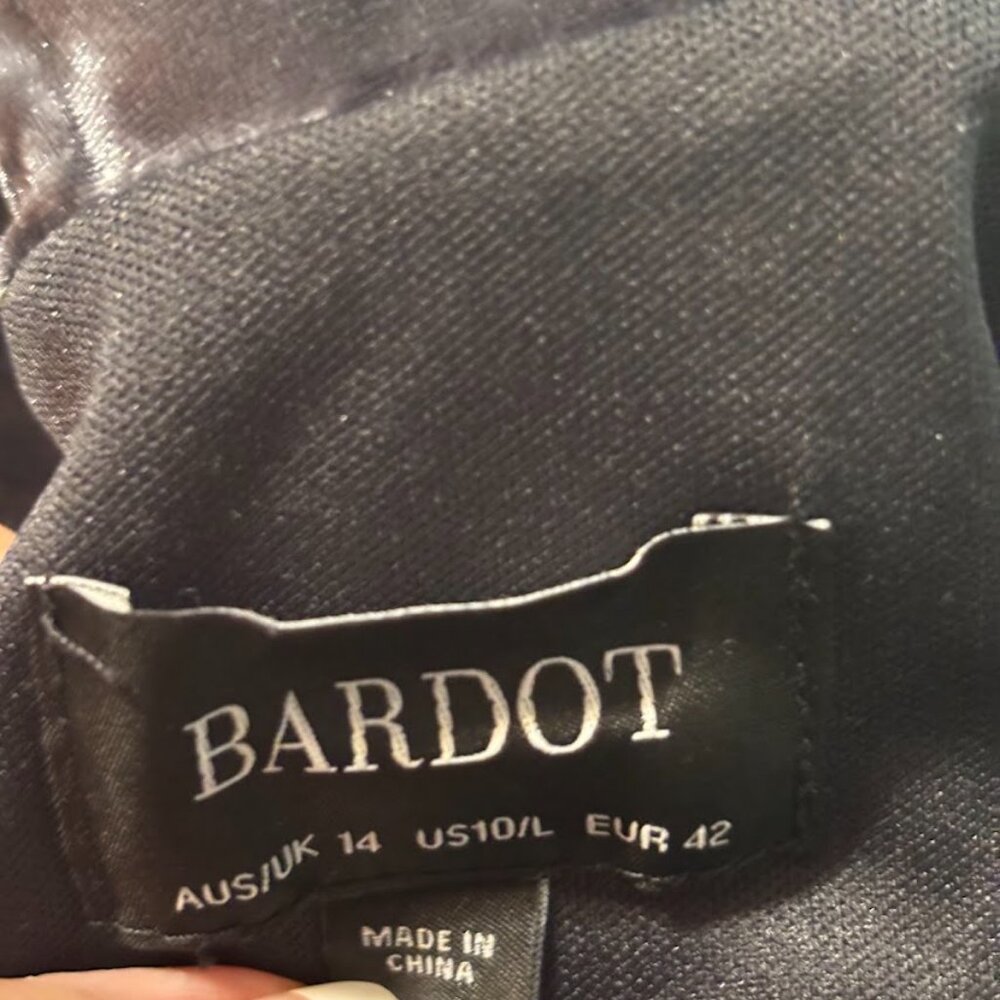 BARDOT
AUS/UK 14 US10/L EUR 42
MADE IN
CHINA